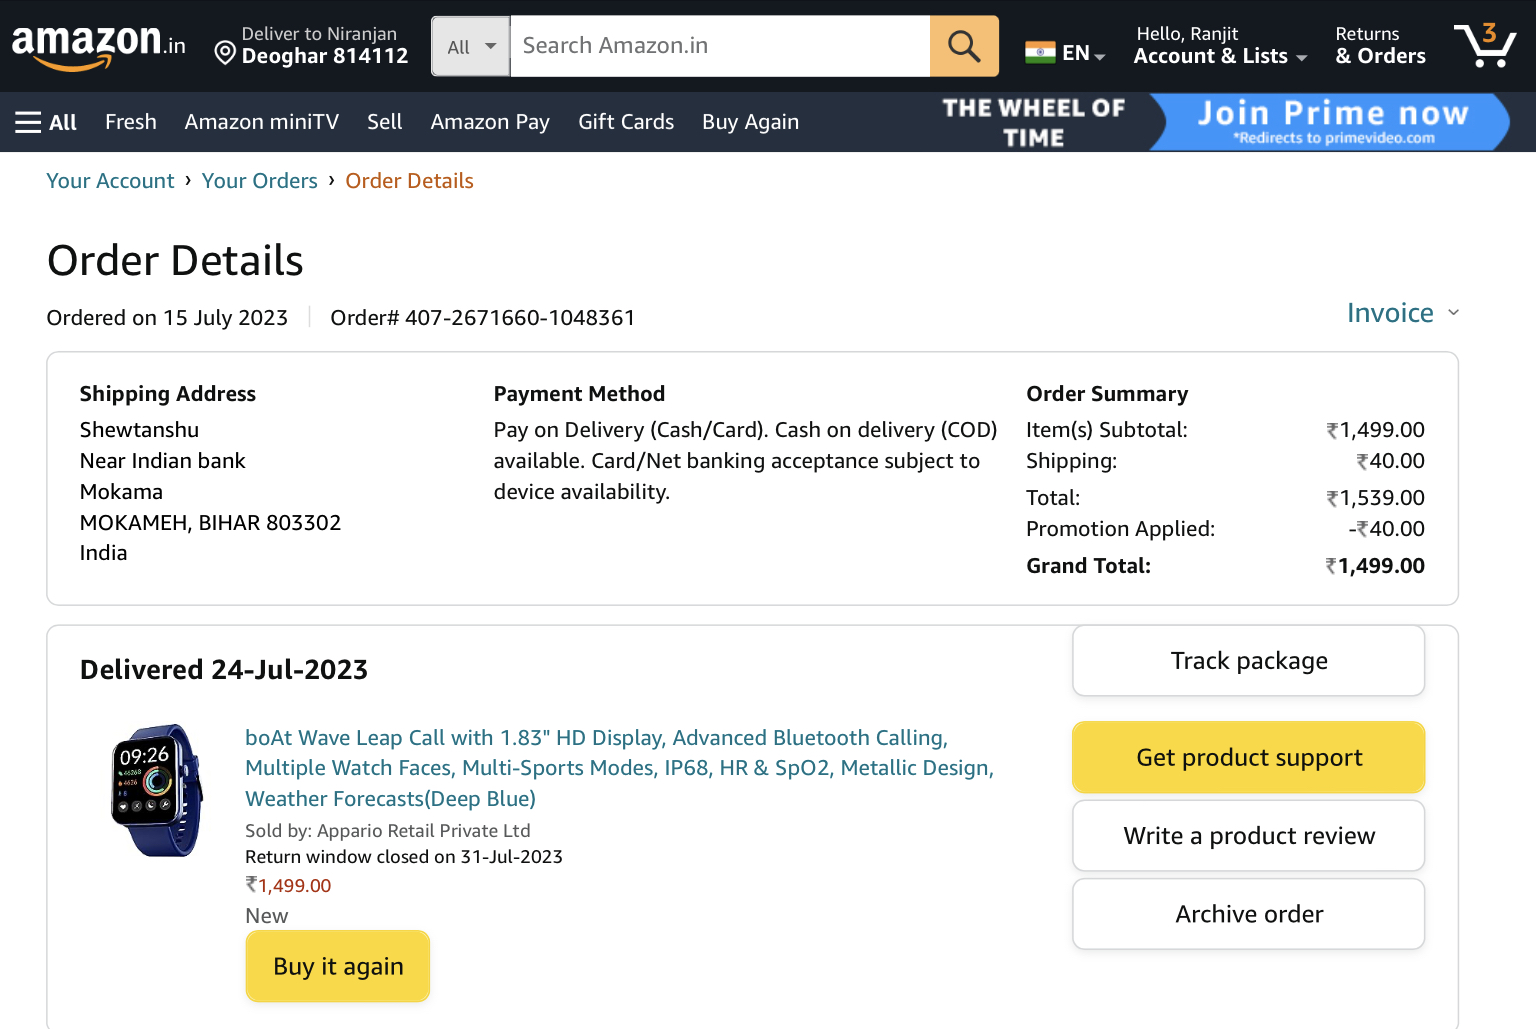 amazon.in
Deliver to Niranjan
Deoghar 814112
All
Search Amazon.in
EN
Hello, Ranjit
Account & Lists
Returns
& Orders
3
All
Fresh
Amazon miniTV
Sell
Amazon Pay
Gift Cards
Buy Again
THE WHEEL OF
TIME
Join Prime now
*Redirects to primevideo.com
Your Account › Your Orders › Order Details
Order Details
Ordered on 15 July 2023
Order# 407-2671660-1048361
Invoice
Shipping Address
Shewtanshu
Near Indian bank
Mokama
MOKAMEH, BIHAR 803302
India
Payment Method
Pay on Delivery (Cash/Card). Cash on delivery (COD)
available. Card/Net banking acceptance subject to
device availability.
Order Summary
Item(s) Subtotal: ₹1,499.00
Shipping: ₹40.00
Total: ₹1,539.00
Promotion Applied: -₹40.00
Grand Total: ₹1,499.00
Delivered 24-Jul-2023
09:26
boAt Wave Leap Call with 1.83" HD Display, Advanced Bluetooth Calling,
Multiple Watch Faces, Multi-Sports Modes, IP68, HR & SpO2, Metallic Design,
Weather Forecasts(Deep Blue)
Sold by: Appario Retail Private Ltd
Return window closed on 31-Jul-2023
₹1,499.00
New
Buy it again
Track package
Get product support
Write a product review
Archive order